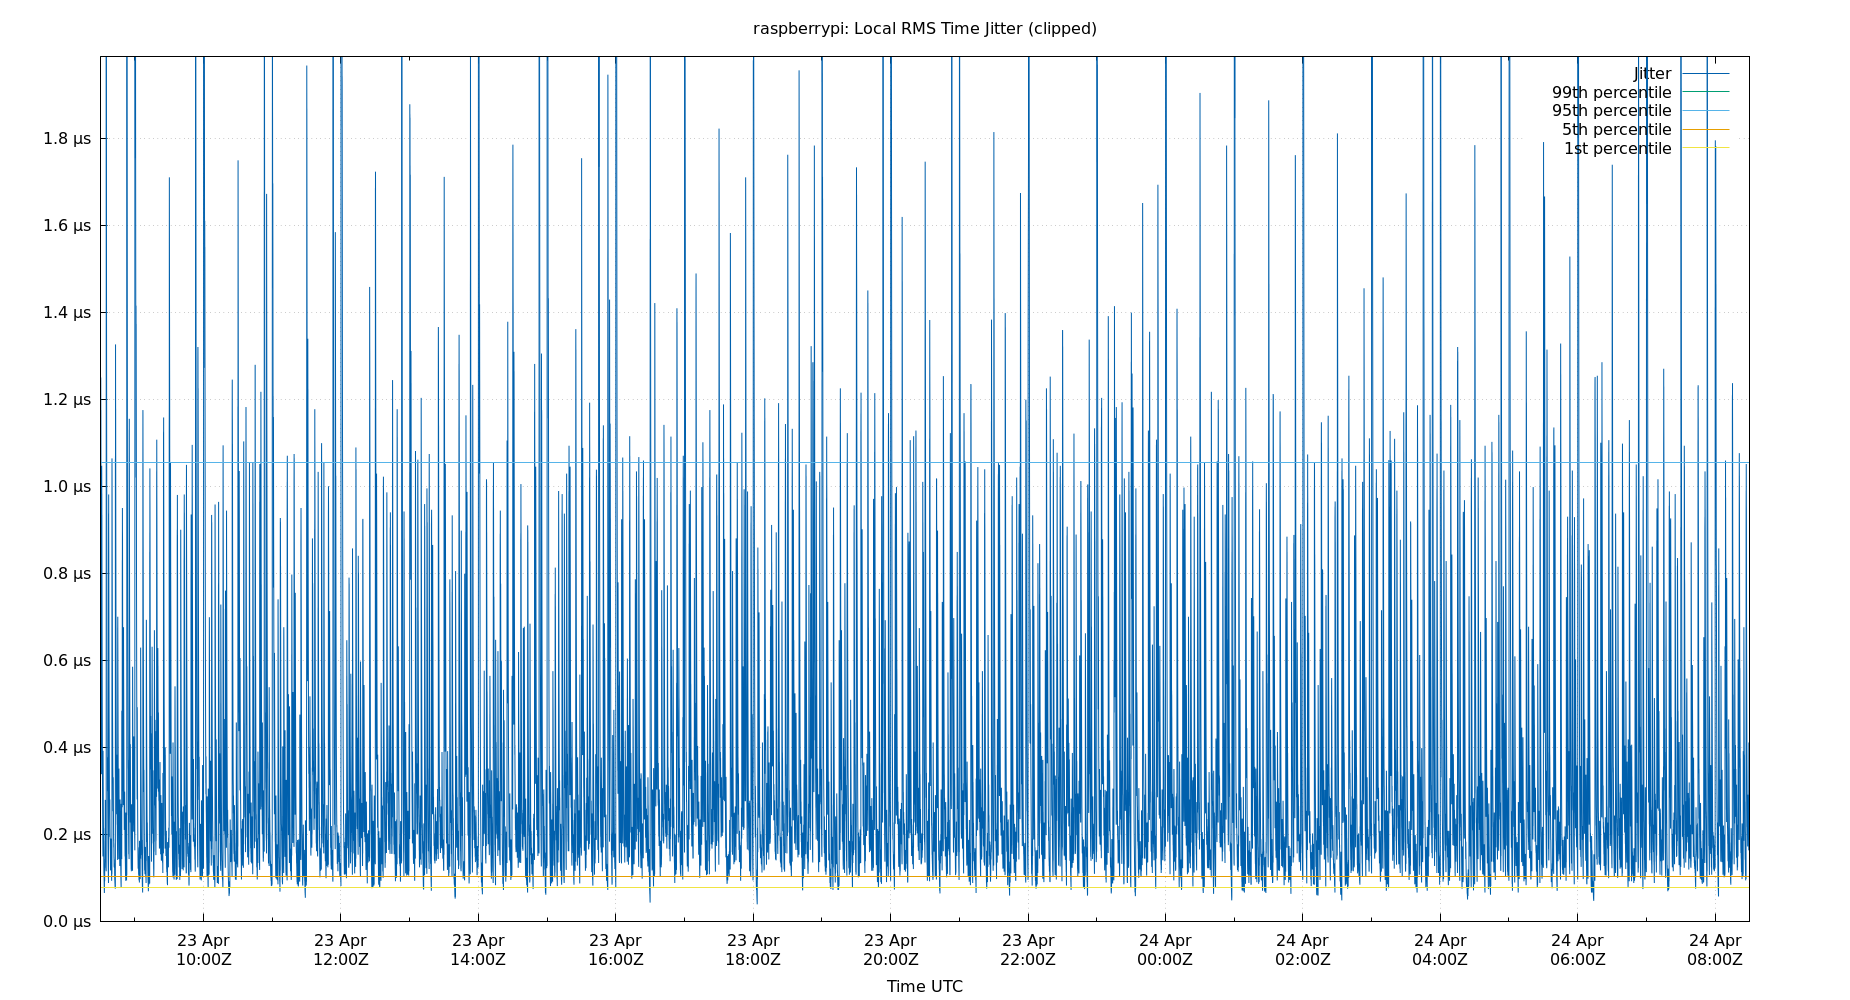 raspberrypi: Local RMS Time Jitter (clipped)
Jitter
99th percentile
95th percentile
5th percentile
1st percentile
1.8 µs
1.6 µs
1.4 µs
1.2 µs
1.0 µs
0.8 µs
0.6 µs
0.4 µs
0.2 µs
0.0 µs
23 Apr 23 Apr 23 Apr 23 Apr 23 Apr 23 Apr 23 Apr 24 Apr 24 Apr 24 Apr 24 Apr 24 Apr
10:00Z 12:00Z 14:00Z 16:00Z 18:00Z 20:00Z 22:00Z 00:00Z 02:00Z 04:00Z 06:00Z 08:00Z
Time UTC